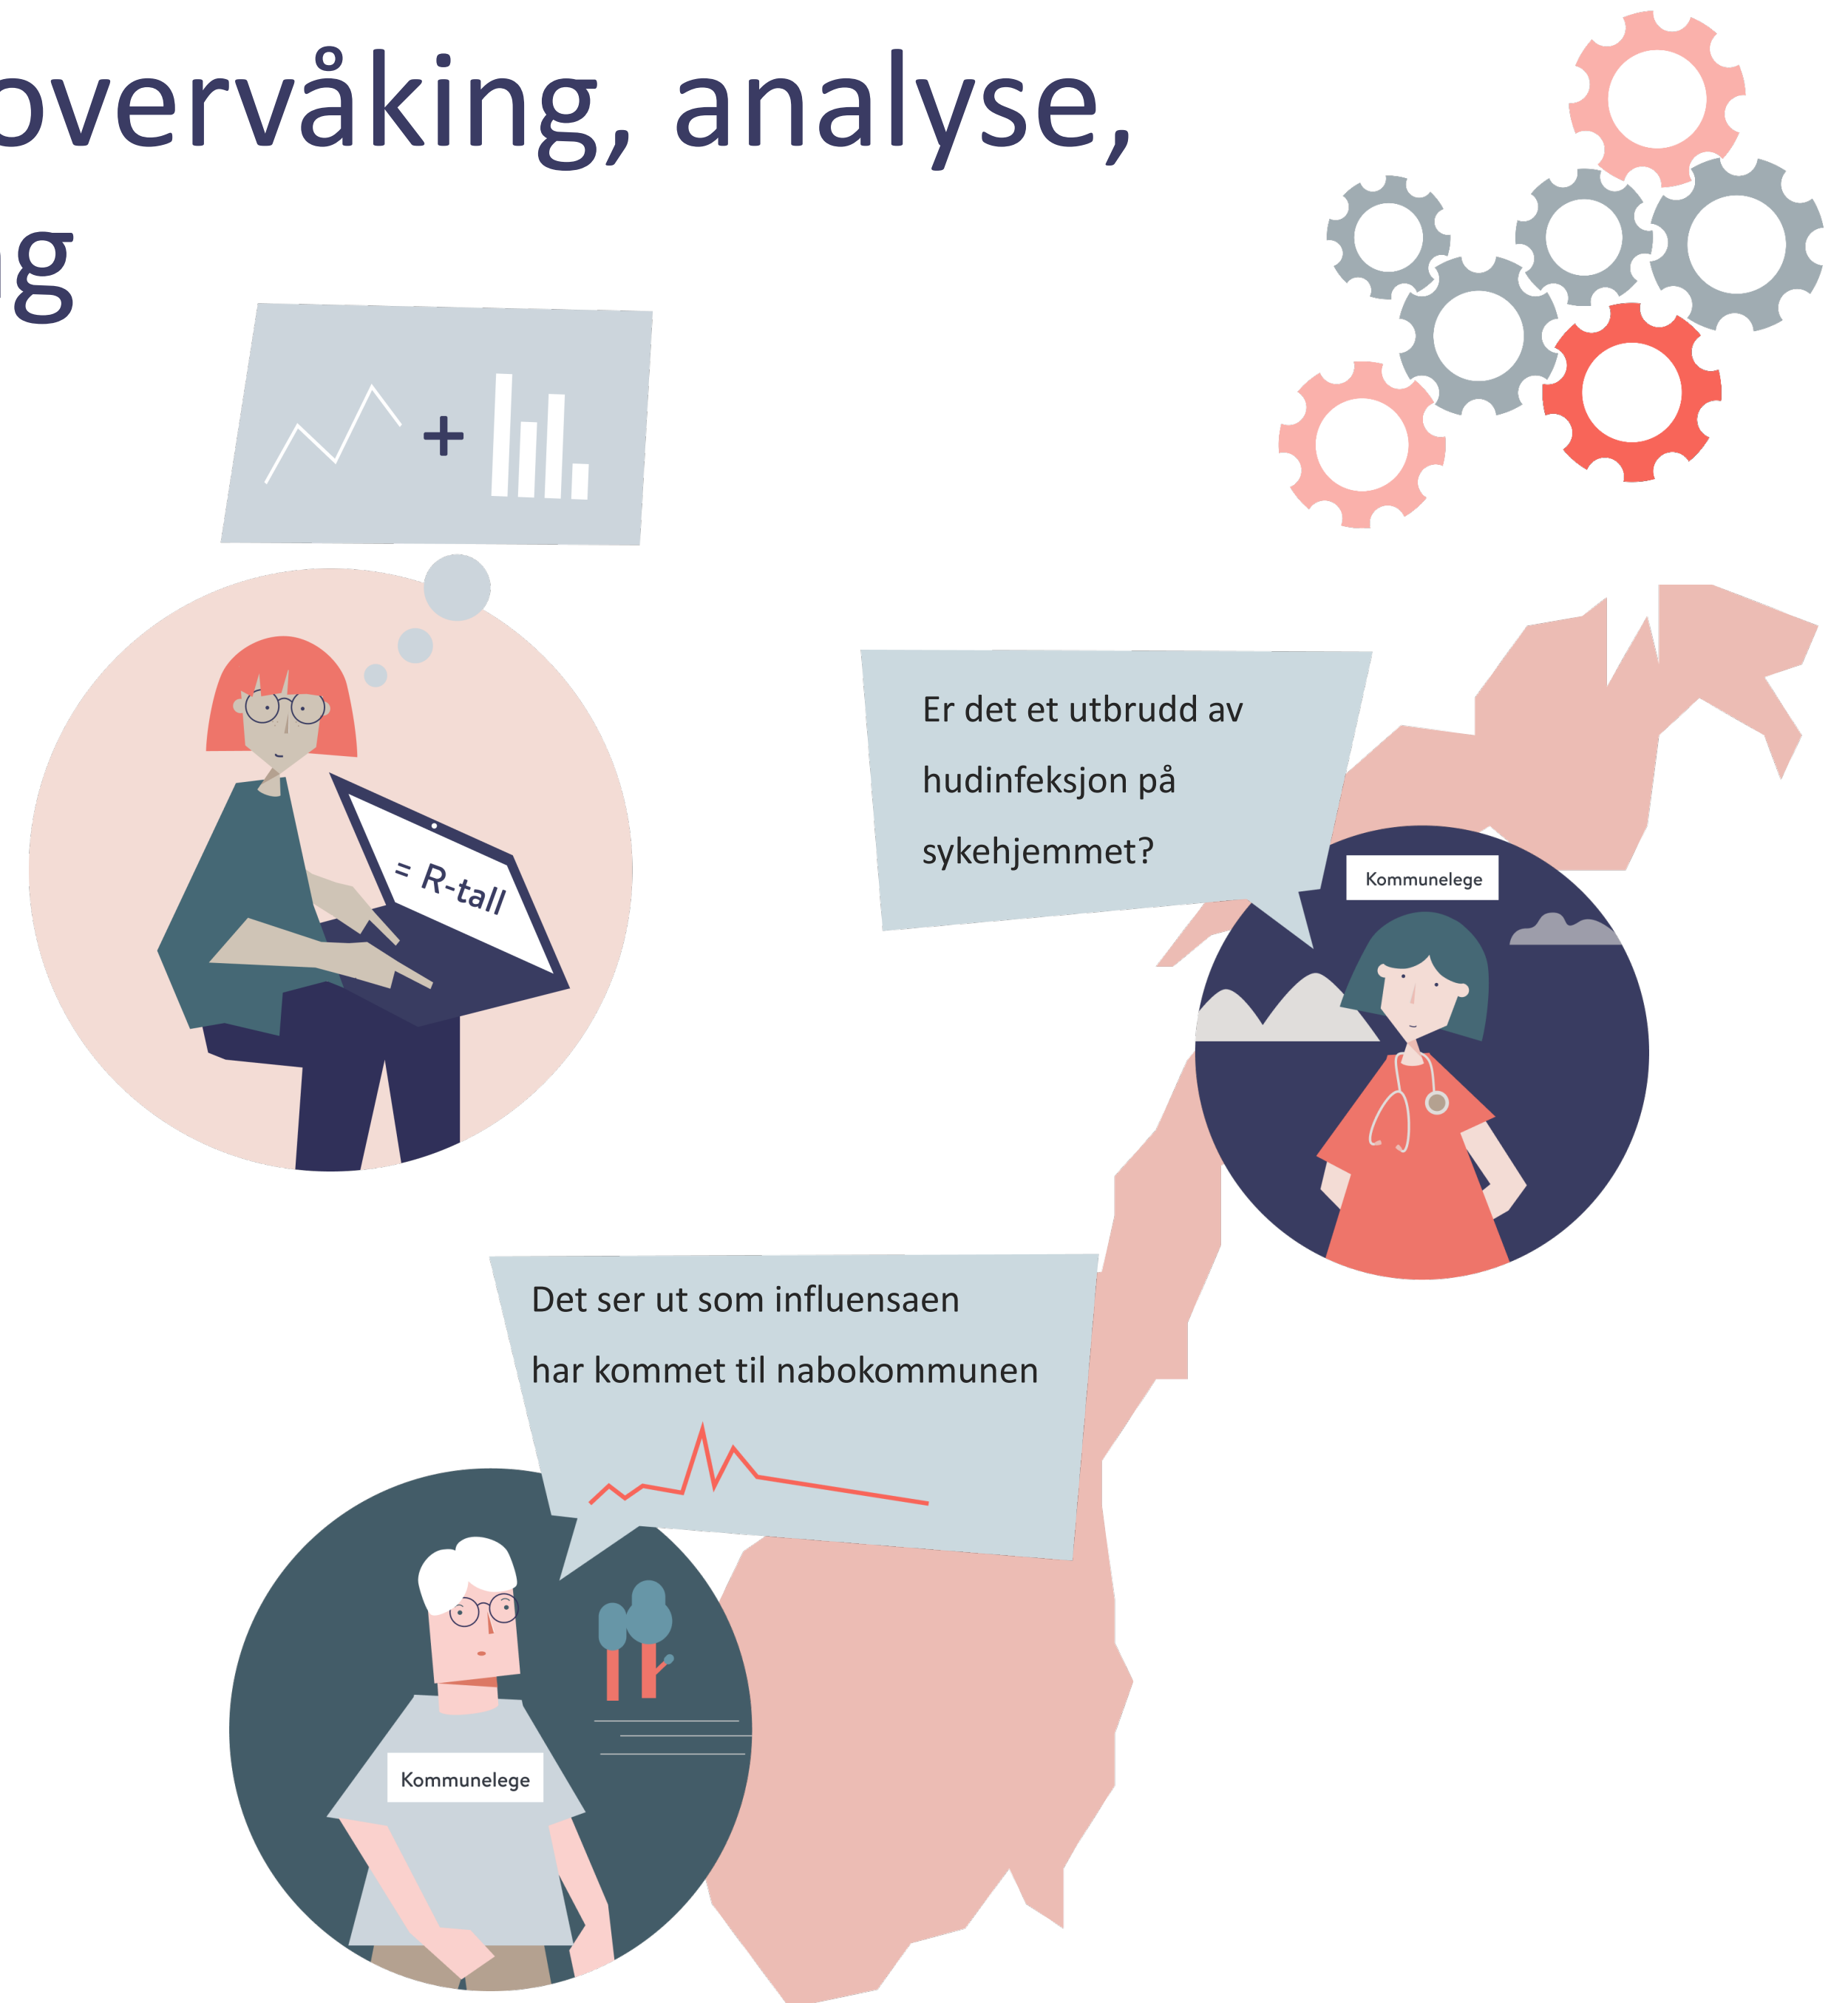 overvåking, analyse,
g
+
= R-tall
Er det et utbrudd av
hudinfeksjon på
sykehjemmet?
Kommunelege
Det ser ut som influensaen
har kommet til nabokommunen
Kommunelege